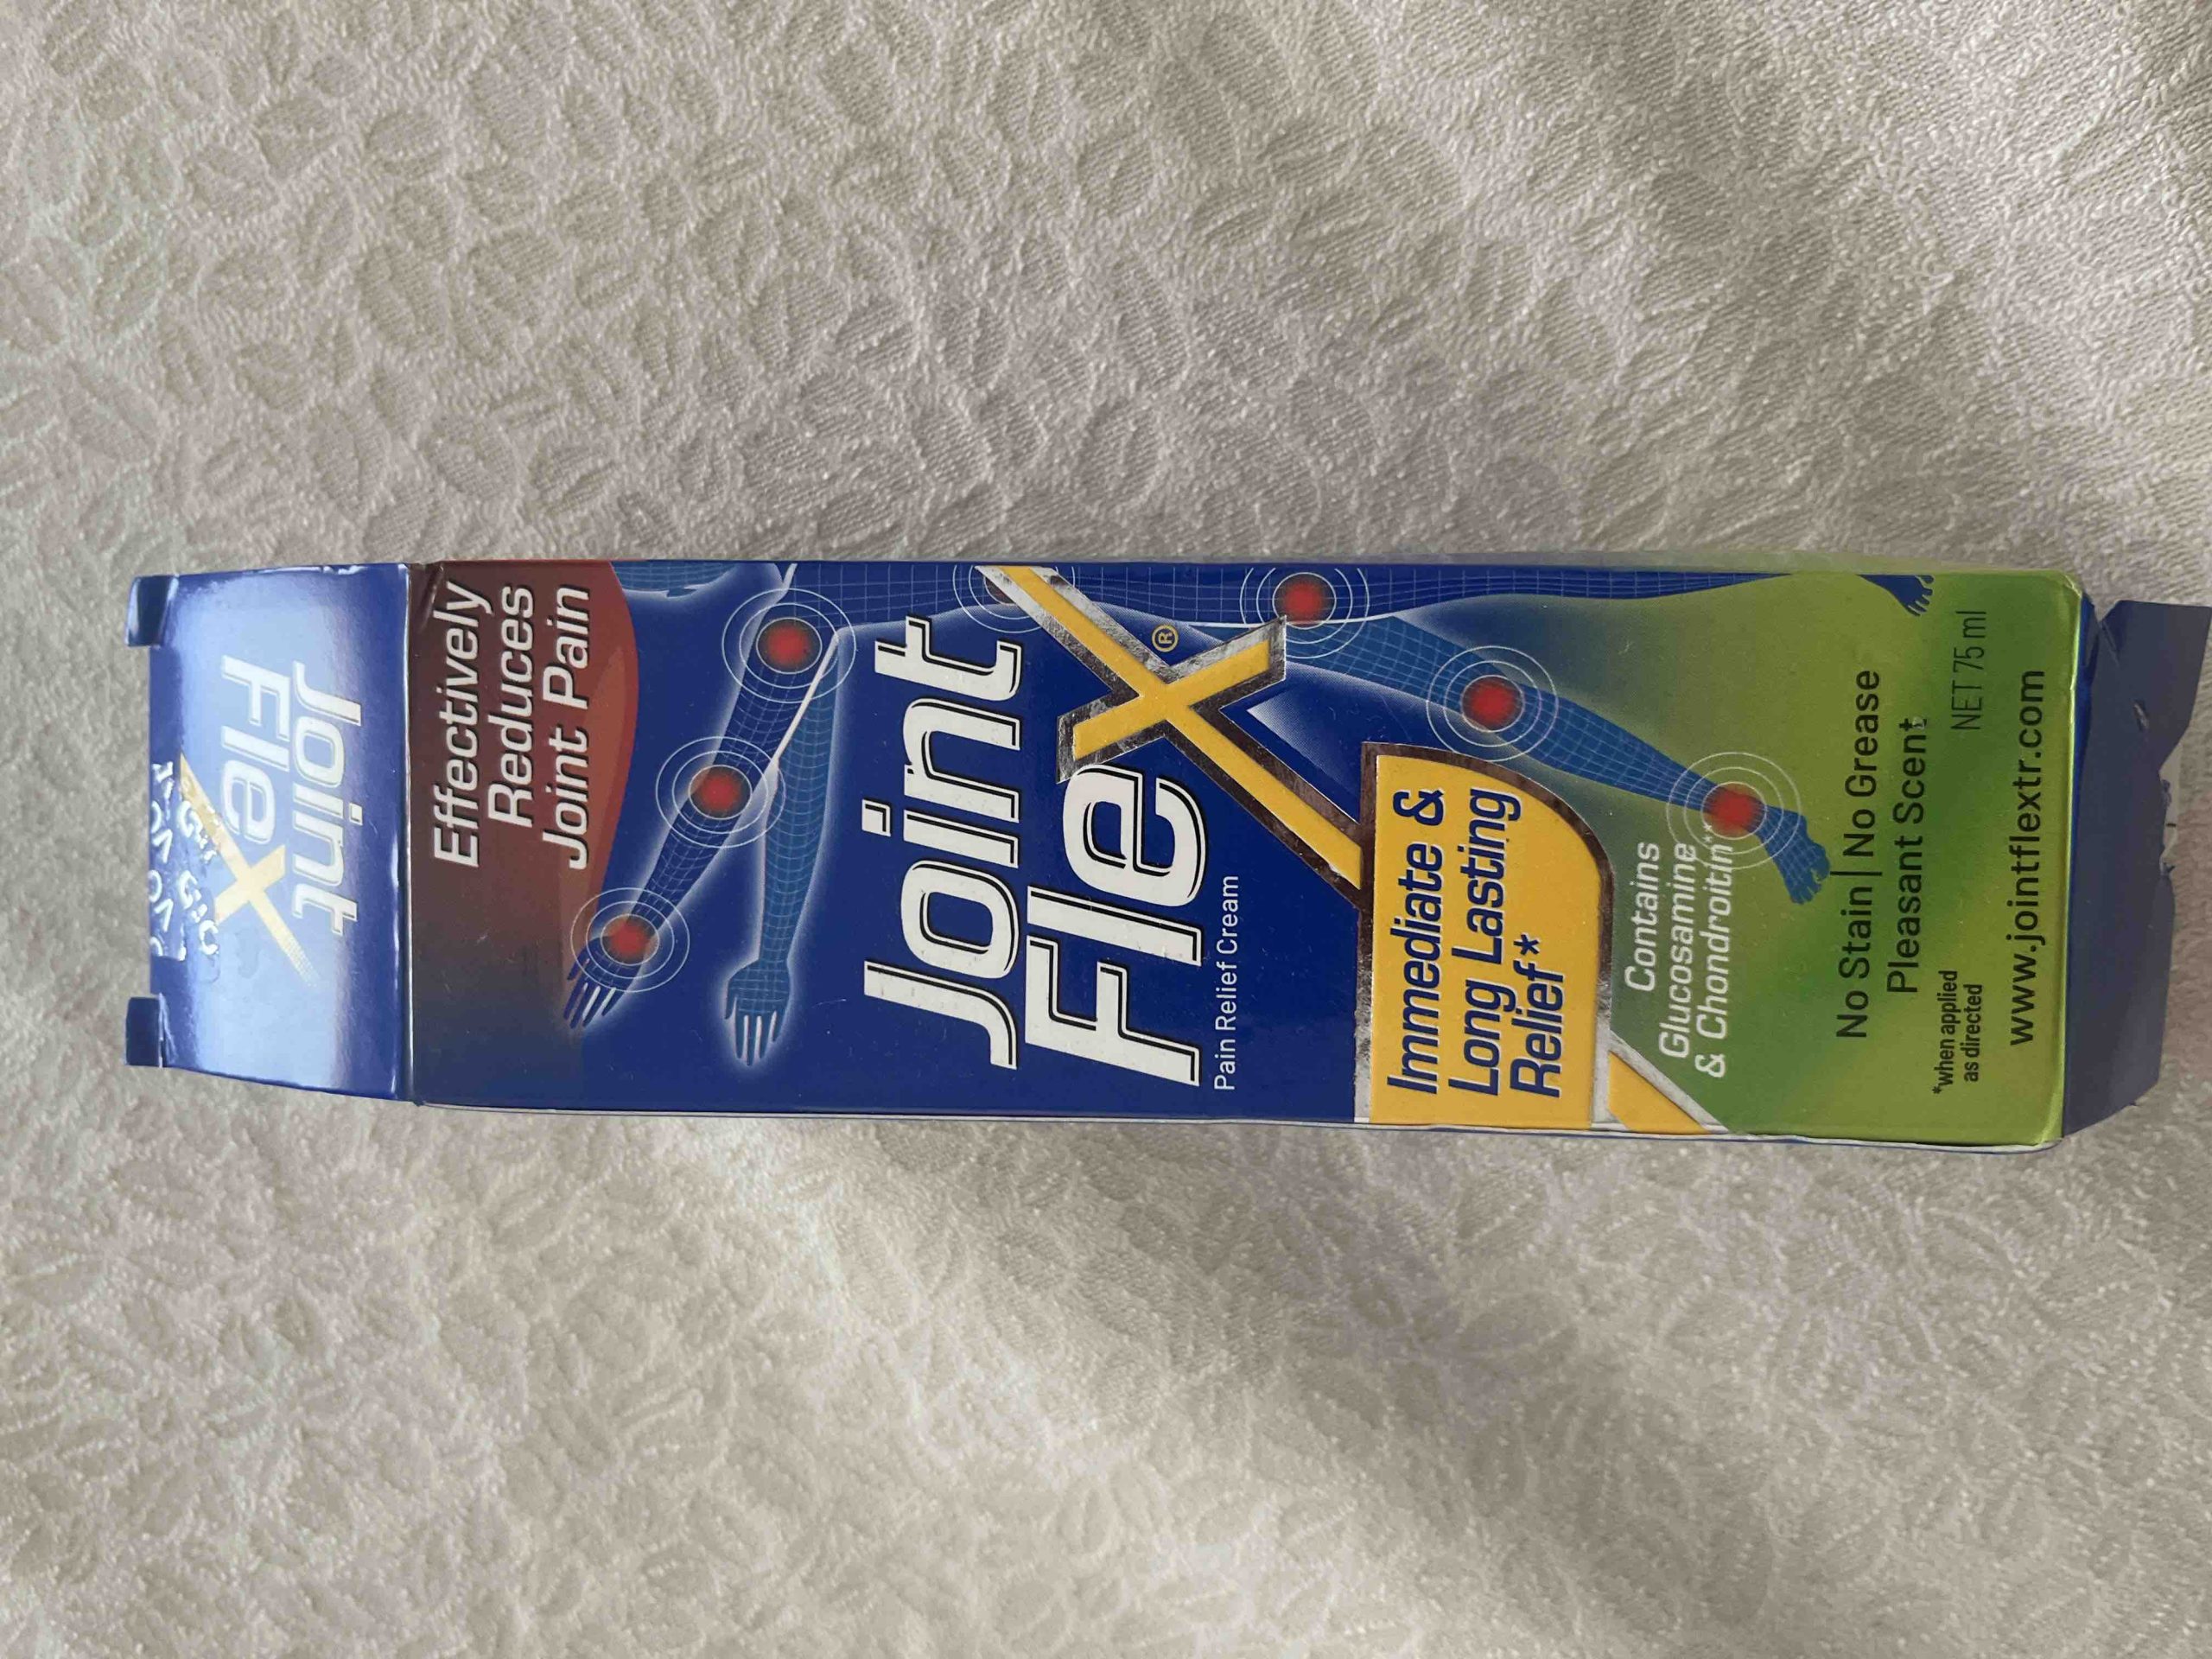 Joint
Flex
Effectively
Reduces
Joint Pain
Joint
Flex®
Pain Relief Cream
Immediate &
Long Lasting
Relief*
Contains
Glucosamine
& Chondroitin**
No Stain | No Grease
Pleasant Scent
*when applied
as directed
NET 75 ml
www.jointflextr.com